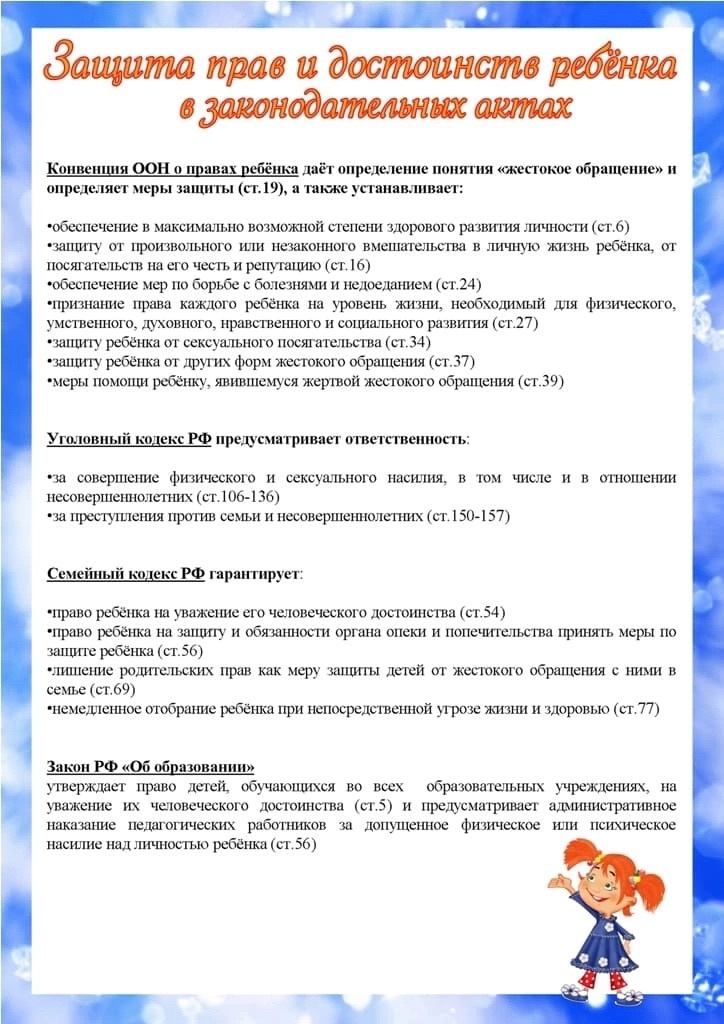 Защита прав и достоинств ребёнка
в законодательных актах
Конвенция ООН о правах ребёнка даёт определение понятия «жестокое обращение» и
определяет меры защиты (ст.19), а также устанавливает:
•обеспечение в максимально возможной степени здорового развития личности (ст.6)
•защиту от произвольного или незаконного вмешательства в личную жизнь ребёнка, от
посягательств на его честь и репутацию (ст.16)
•обеспечение мер по борьбе с болезнями и недоеданием (ст.24)
•признание права каждого ребёнка на уровень жизни, необходимый для физического,
умственного, духовного, нравственного и социального развития (ст.27)
•защиту ребёнка от сексуального посягательства (ст.34)
•защиту ребёнка от других форм жестокого обращения (ст.37)
•меры помощи ребёнку, явившемуся жертвой жестокого обращения (ст.39)
Уголовный кодекс РФ предусматривает ответственность:
•за совершение физического и сексуального насилия, в том числе и в отношении
несовершеннолетних (ст.106-136)
•за преступления против семьи и несовершеннолетних (ст.150-157)
Семейный кодекс РФ гарантирует:
•право ребёнка на уважение его человеческого достоинства (ст.54)
•право ребёнка на защиту и обязанности органа опеки и попечительства принять меры по
защите ребёнка (ст.56)
•лишение родительских прав как меру защиты детей от жестокого обращения с ними в
семье (ст.69)
•немедленное отобрание ребёнка при непосредственной угрозе жизни и здоровью (ст.77)
Закон РФ «Об образовании»
утверждает право детей, обучающихся во всех образовательных учреждениях, на
уважение их человеческого достоинства (ст.5) и предусматривает административное
наказание педагогических работников за допущенное физическое или психическое
насилие над личностью ребёнка (ст.56)